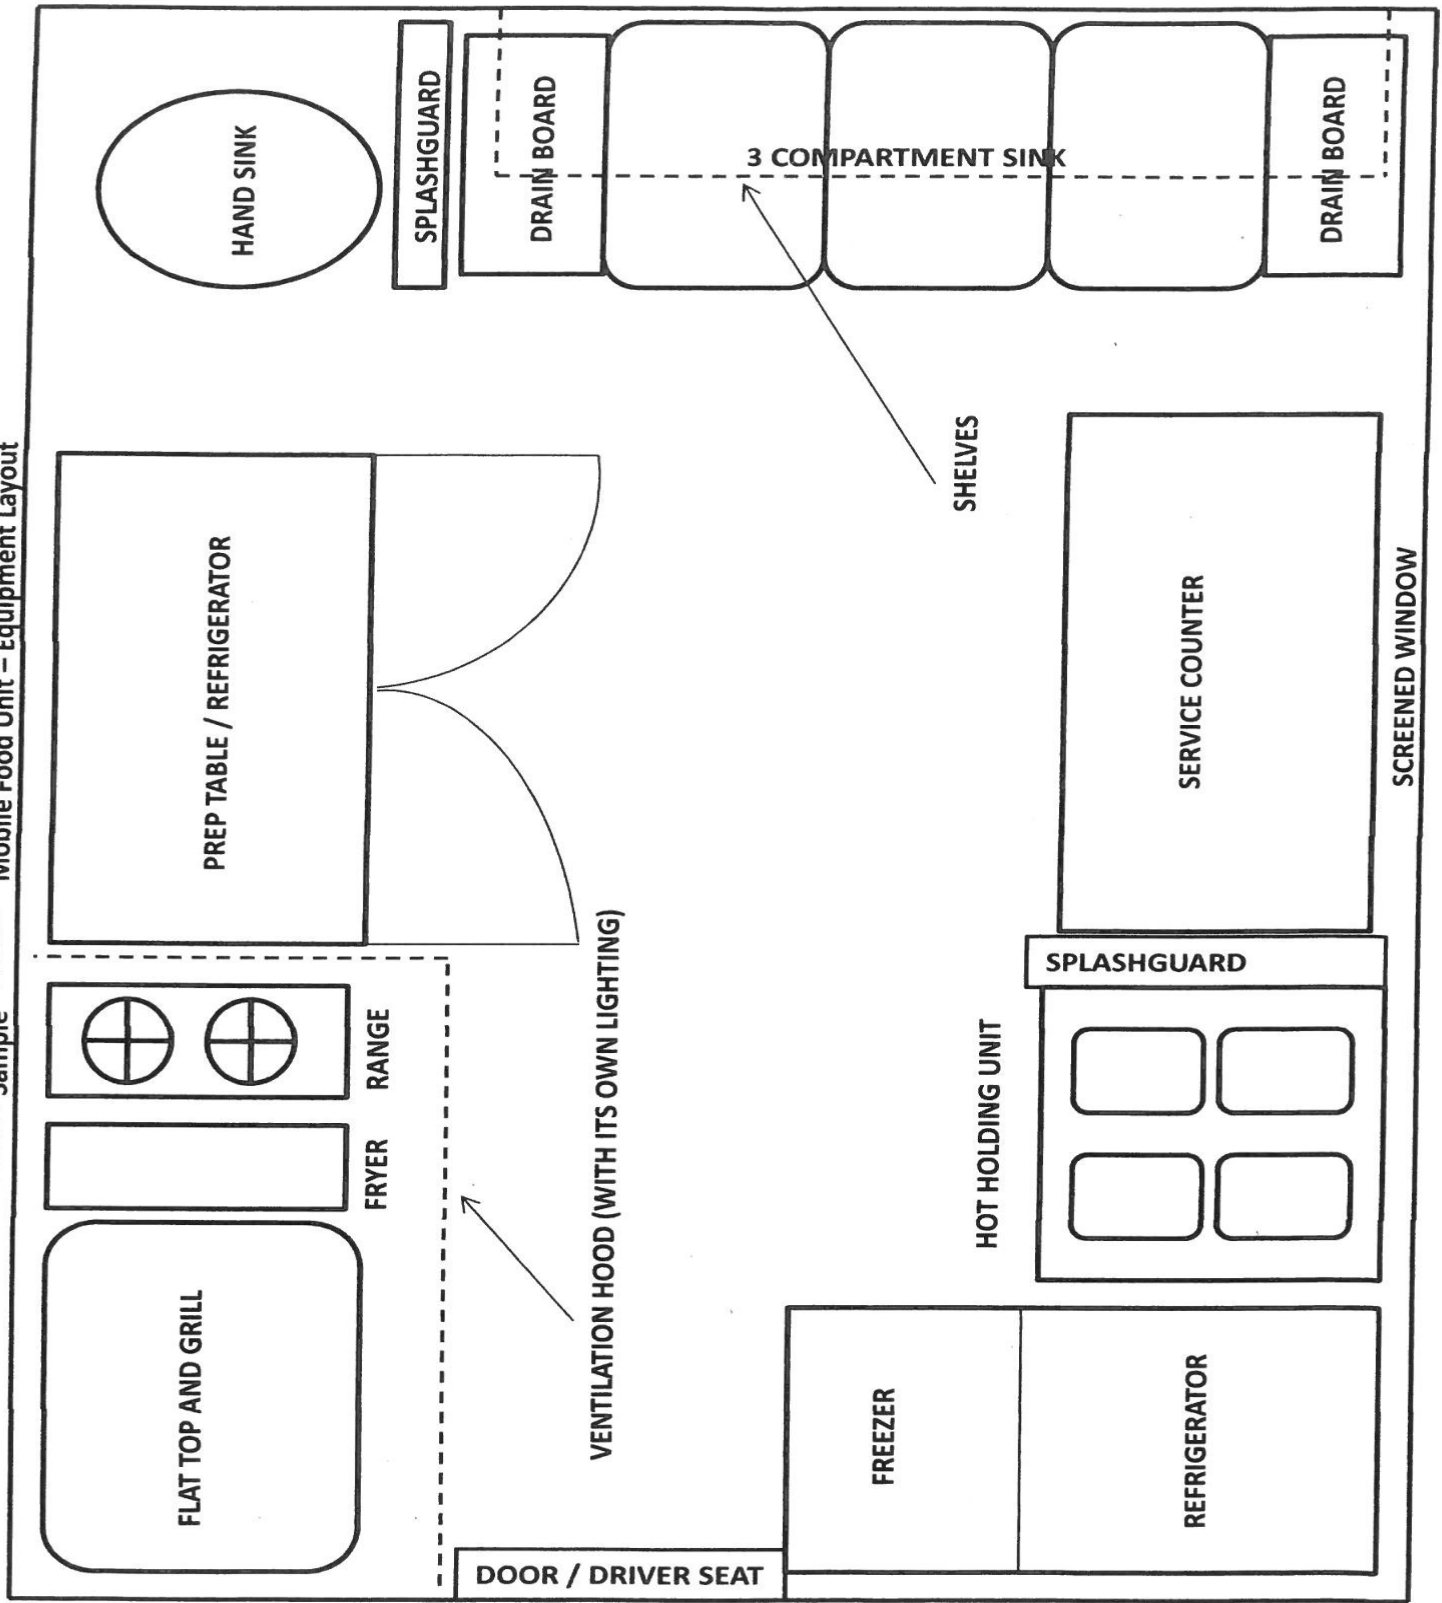 Sample Mobile Food Unit – Equipment Layout
HAND SINK
SPLASHGUARD
DRAIN BOARD
3 COMPARTMENT SINK
DRAIN BOARD
SHELVES
PREP TABLE / REFRIGERATOR
SERVICE COUNTER
SCREENED WINDOW
RANGE
FRYER
VENTILATION HOOD (WITH ITS OWN LIGHTING)
SPLASHGUARD
HOT HOLDING UNIT
FLAT TOP AND GRILL
FREEZER
REFRIGERATOR
DOOR / DRIVER SEAT